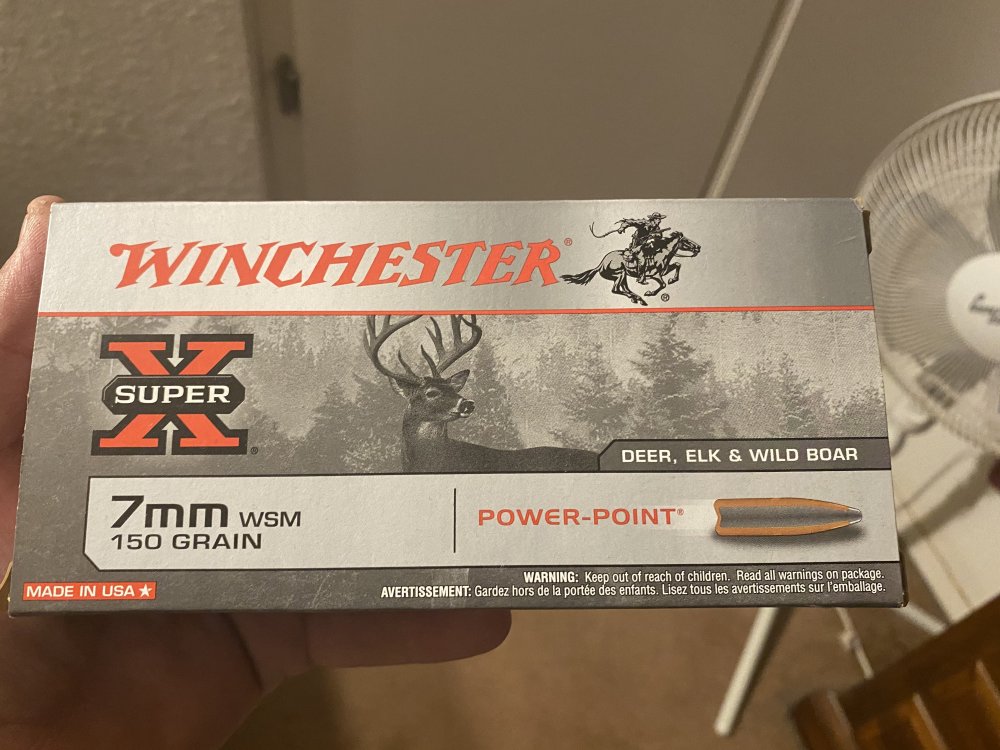 WINCHESTER®
®
SUPER X®
DEER, ELK & WILD BOAR
7mm WSM
150 GRAIN
POWER-POINT®
MADE IN USA ★
WARNING: Keep out of reach of children. Read all warnings on package.
AVERTISSEMENT: Gardez hors de la portée des enfants. Lisez tous les avertissements sur l'emballage.